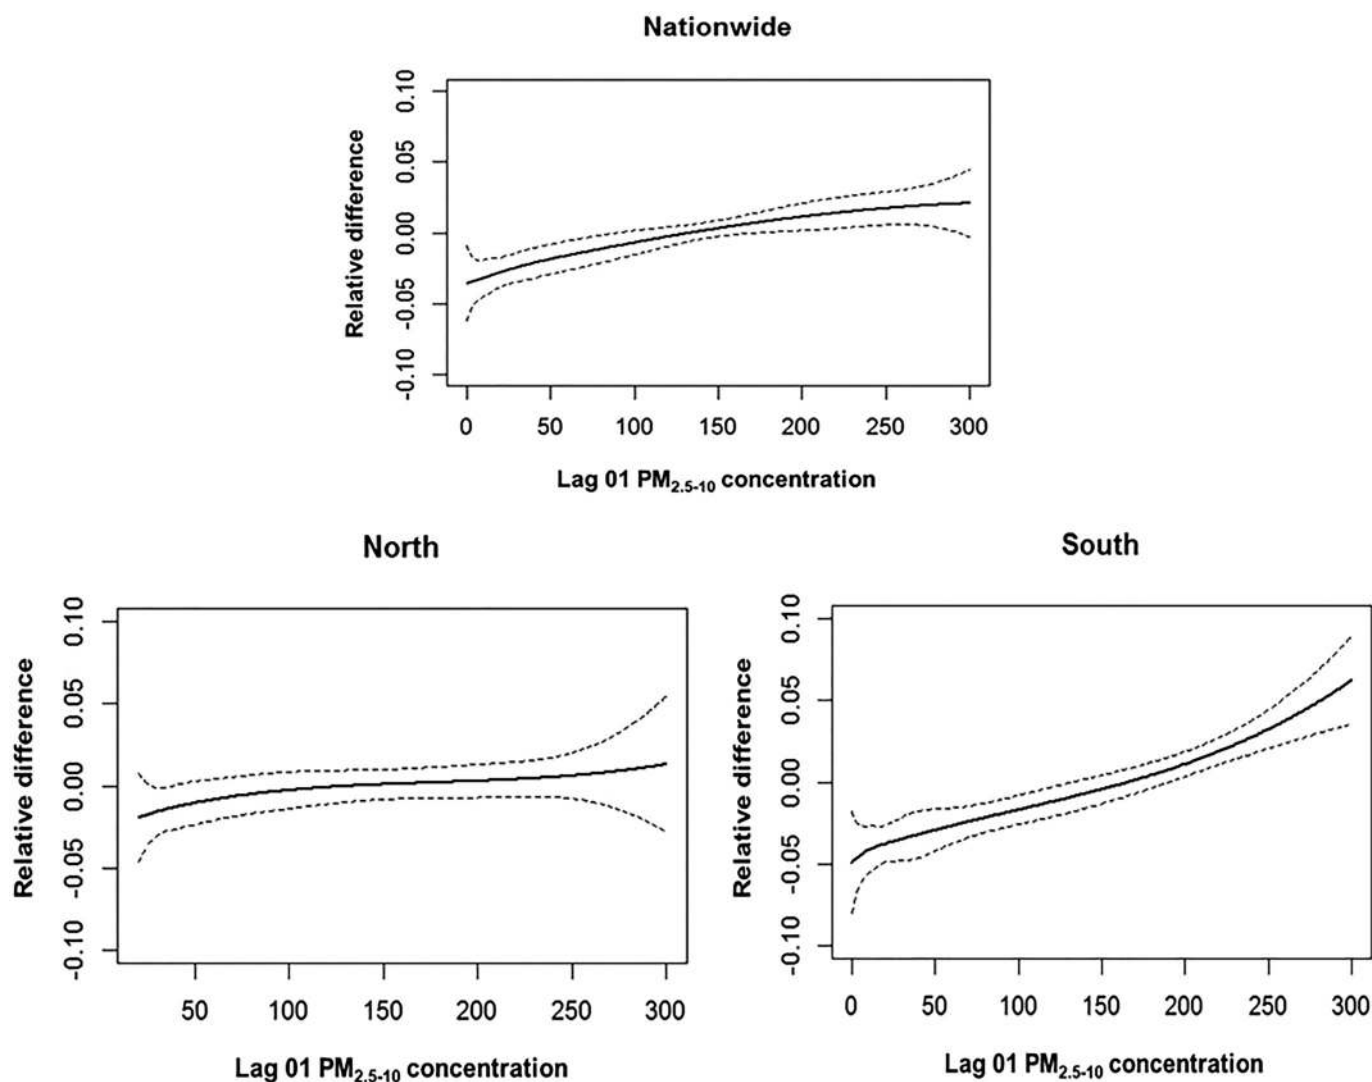 Nationwide
Relative difference
0.10
0.05
0.00
-0.05
-0.10
0 50 100 150 200 250 300
Lag 01 PM2.5-10 concentration
North
Relative difference
0.10
0.05
0.00
-0.05
-0.10
50 100 150 200 250 300
Lag 01 PM2.5-10 concentration
South
Relative difference
0.10
0.05
0.00
-0.05
-0.10
0 50 100 150 200 250 300
Lag 01 PM2.5-10 concentration